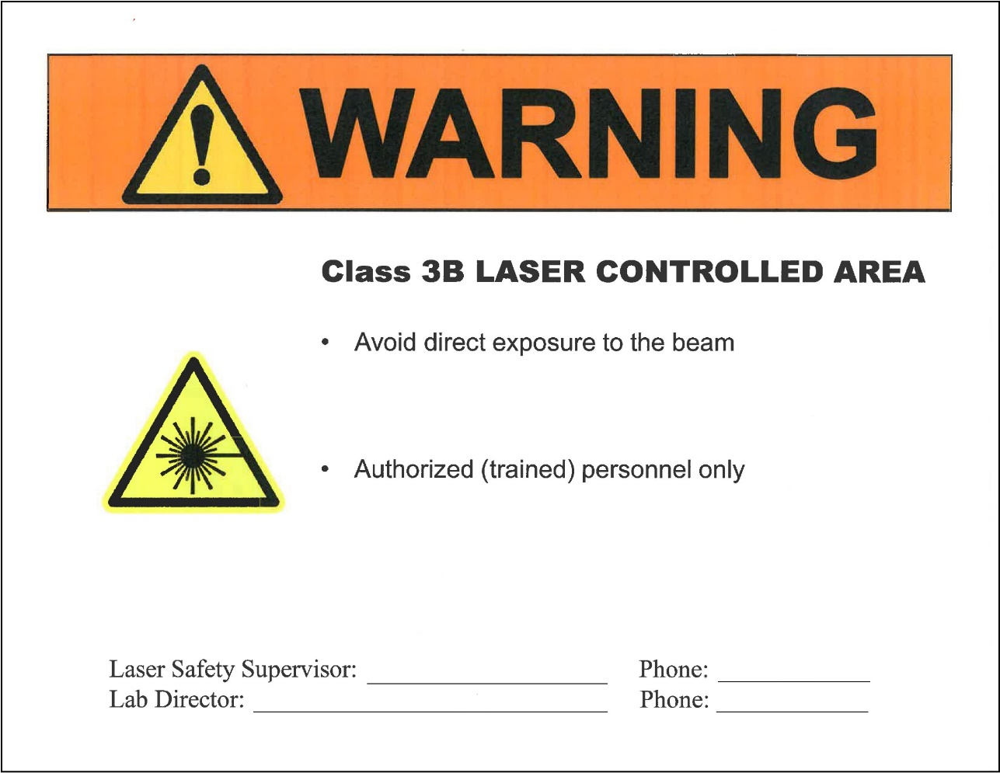 WARNING
Class 3B LASER CONTROLLED AREA
• Avoid direct exposure to the beam
• Authorized (trained) personnel only
Laser Safety Supervisor: ____________________ Phone: ____________
Lab Director: ____________________ Phone: ____________